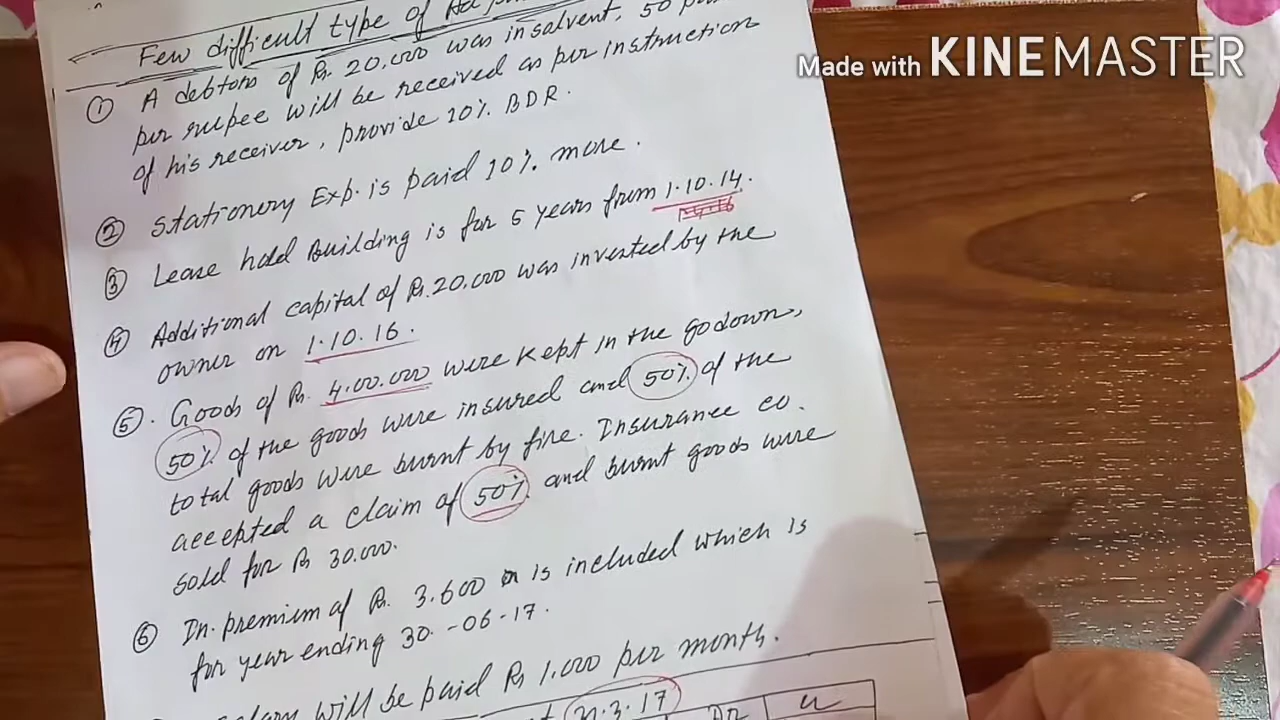 Made with KINEMASTER
Few difficult type of
① A debtors of Rs. 20,000 was insolvent, 50
per rupee will be received as per instruction
of his receiver, provide 10% BDR.
② Stationery Exp. is paid 10% more.
③ Lease hold Building is for 5 years from 1.10.14.
④ Additional capital of Rs. 20,000 was invested by the
owner on 1.10.16.
⑤. Goods of Rs. 4,00,000 were kept in the godown,
50% of the goods were insured and 50% of the
total goods were burnt by fire. Insurance co.
accepted a claim of 50% and burnt goods were
sold for Rs 30,000.
⑥ In. premium of Rs. 3,600 is included which is
for year ending 30-06-17.
will be paid Rs 1,000 per month.
31.3.17
Dr